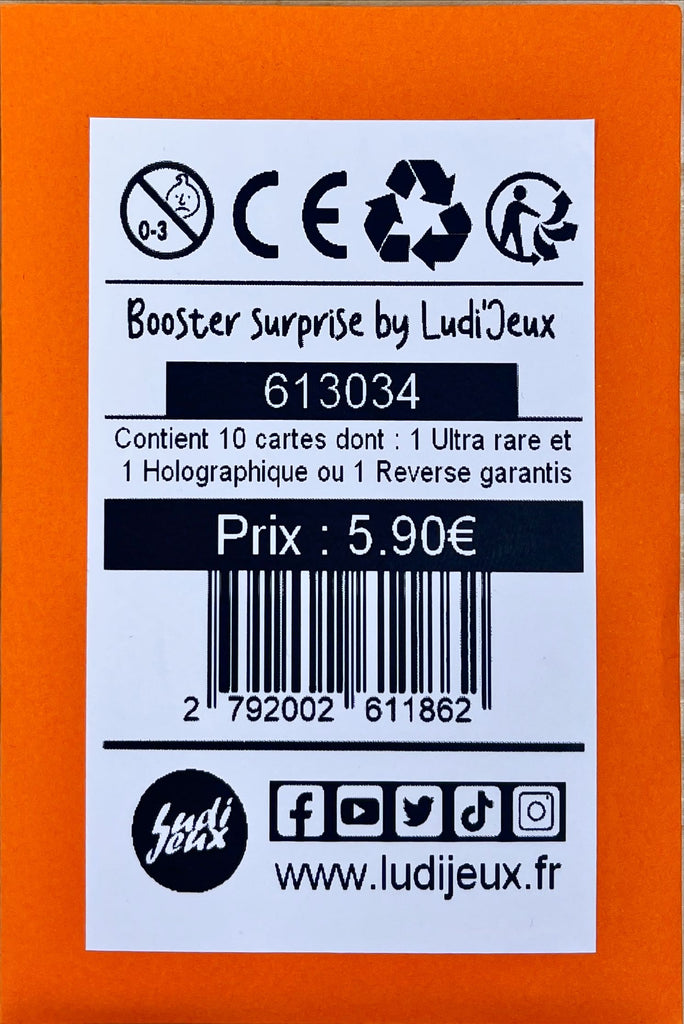 0-3
CE
Booster surprise by Ludi'Jeux
613034
Contient 10 cartes dont : 1 Ultra rare et
1 Holographique ou 1 Reverse garantis
Prix : 5.90€
2 792002 611862
Ludi
Jeux
www.ludijeux.fr